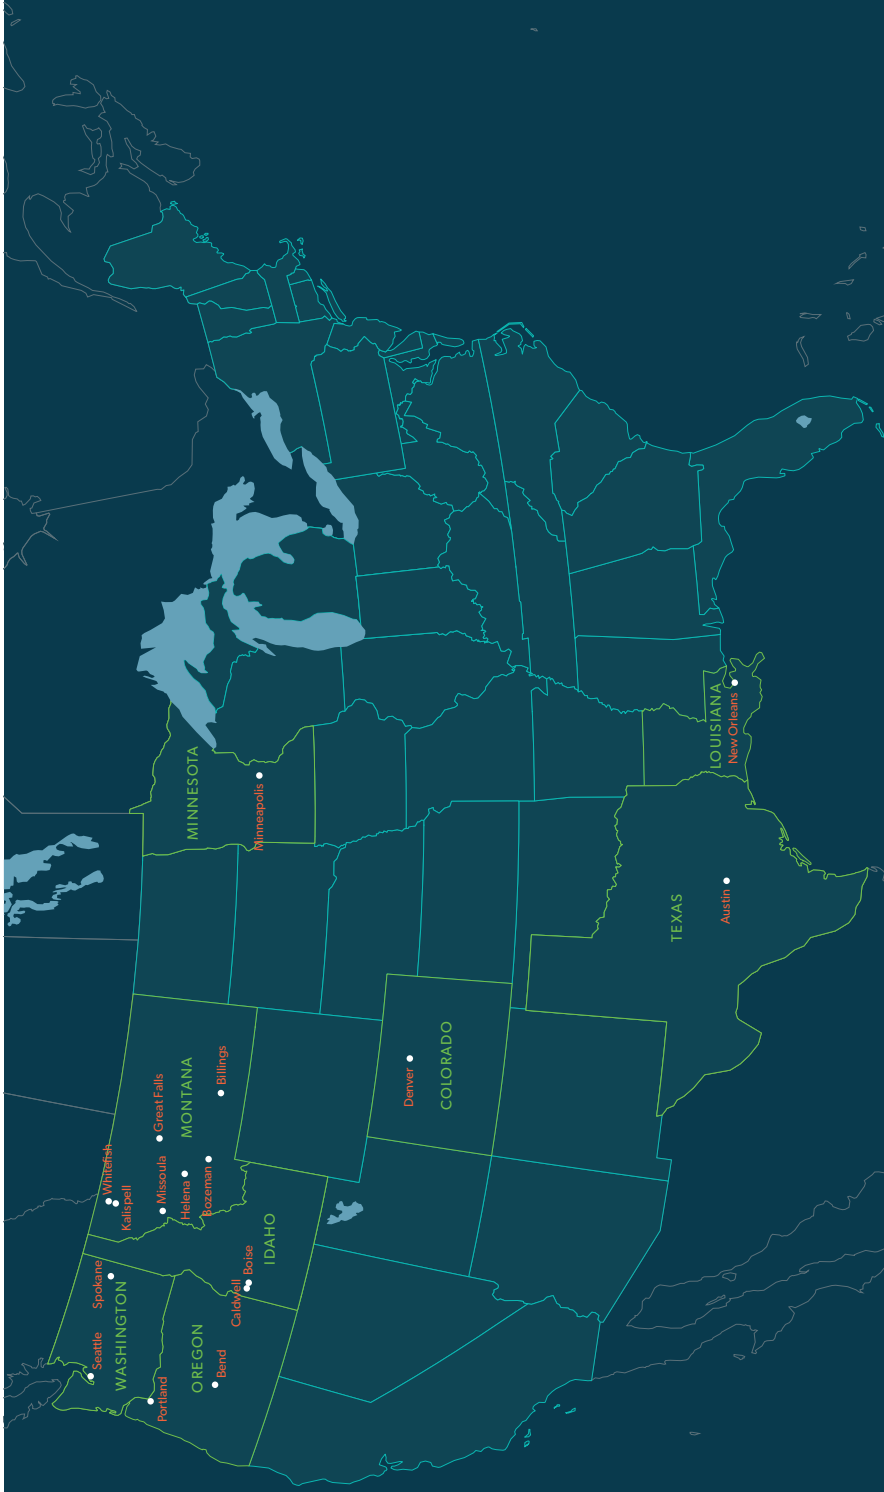 WASHINGTON
Seattle
Spokane
OREGON
Portland
Bend
IDAHO
Caldwell
Boise
MONTANA
Whitefish
Kalispell
Missoula
Great Falls
Helena
Bozeman
Billings
COLORADO
Denver
MINNESOTA
Minneapolis
TEXAS
Austin
LOUISIANA
New Orleans